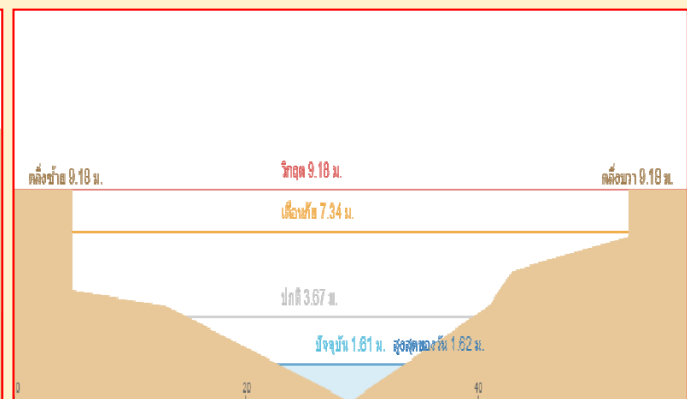 วิกฤต 9.18 ม.
ตลิ่งซ้าย 9.18 ม.
ตลิ่งขวา 9.18 ม.
เตือนภัย 7.34 ม.
ปกติ 3.67 ม.
ปัจจุบัน 1.61 ม. สูงสุดของวัน 1.62 ม.
0 20 40